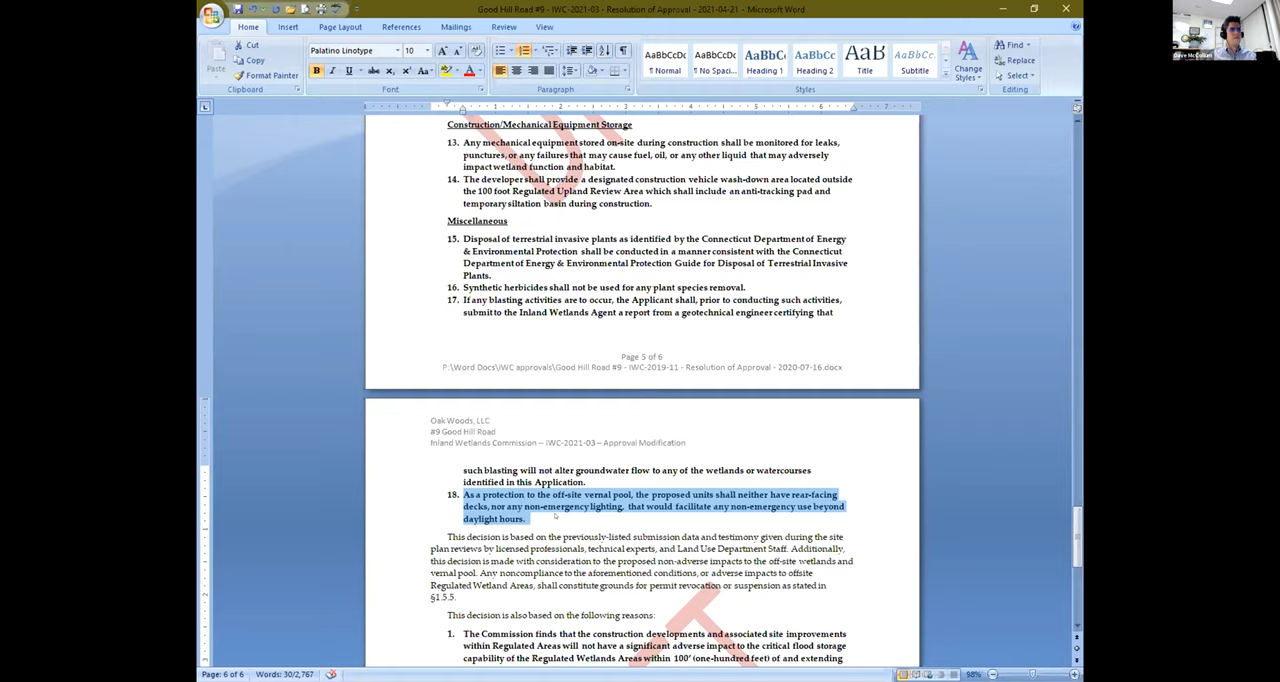 Good Hill Road #9 - IWC-2021-03 - Resolution of Approval - 2021-04-21 - Microsoft Word
Home Insert Page Layout References Mailings Review View
Paste
Cut
Copy
Format Painter
Clipboard
Palatino Linotype 10
Font
Paragraph
AaBbCcDc AaBbCcDc AaBbC AaBbCc AaB AaBbCc.
¶ Normal ¶ No Spaci... Heading 1 Heading 2 Title Subtitle
Change Styles
Styles
Find
Replace
Select
Editing
Construction/Mechanical Equipment Storage
13. Any mechanical equipment stored on-site during construction shall be monitored for leaks,
punctures, or any failures that may cause fuel, oil, or any other liquid that may adversely
impact wetland function and habitat.
14. The developer shall provide a designated construction vehicle wash-down area located outside
the 100 foot Regulated Upland Review Area which shall include an anti-tracking pad and
temporary siltation basin during construction.
Miscellaneous
15. Disposal of terrestrial invasive plants as identified by the Connecticut Department of Energy
& Environmental Protection shall be conducted in a manner consistent with the Connecticut
Department of Energy & Environmental Protection Guide for Disposal of Terrestrial Invasive
Plants.
16. Synthetic herbicides shall not be used for any plant species removal.
17. If any blasting activities are to occur, the Applicant shall, prior to conducting such activities,
submit to the Inland Wetlands Agent a report from a geotechnical engineer certifying that
Page 5 of 6
P:\Word Docs\IWC approvals\Good Hill Road #9 - IWC-2019-11 - Resolution of Approval - 2020-07-16.docx
Oak Woods, LLC
#9 Good Hill Road
Inland Wetlands Commission -- IWC-2021-03 – Approval Modification
such blasting will not alter groundwater flow to any of the wetlands or watercourses
identified in this Application.
18. As a protection to the off-site vernal pool, the proposed units shall neither have rear-facing
decks, nor any non-emergency lighting, that would facilitate any non-emergency use beyond
daylight hours.
This decision is based on the previously-listed submission data and testimony given during the site
plan reviews by licensed professionals, technical experts, and Land Use Department Staff. Additionally,
this decision is made with consideration to the proposed non-adverse impacts to the off-site wetlands and
vernal pool. Any noncompliance to the aforementioned conditions, or adverse impacts to offsite
Regulated Wetland Areas, shall constitute grounds for permit revocation or suspension as stated in
§1.5.5.
This decision is also based on the following reasons:
1. The Commission finds that the construction developments and associated site improvements
within Regulated Areas will not have a significant adverse impact to the critical flood storage
capability of the Regulated Wetlands Areas within 100' (one-hundred feet) of and extending
Page: 6 of 6 Words: 30/2,767
98%